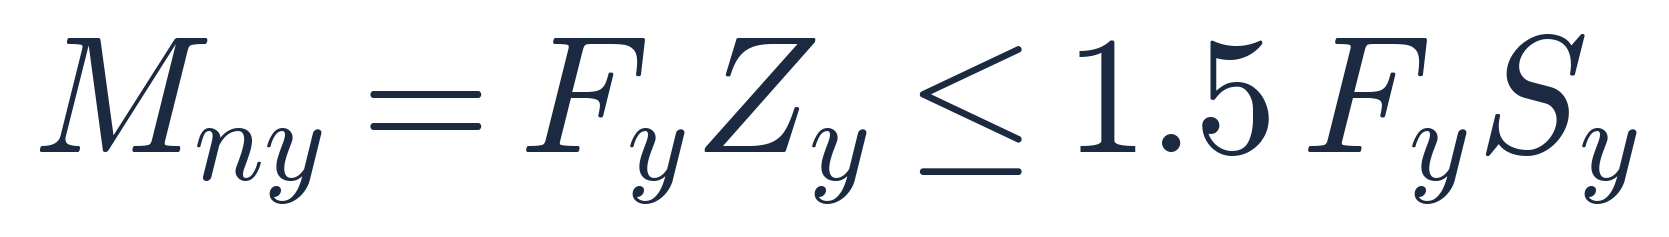 M_{ny} = F_y Z_y ≤ 1.5 F_y S_y